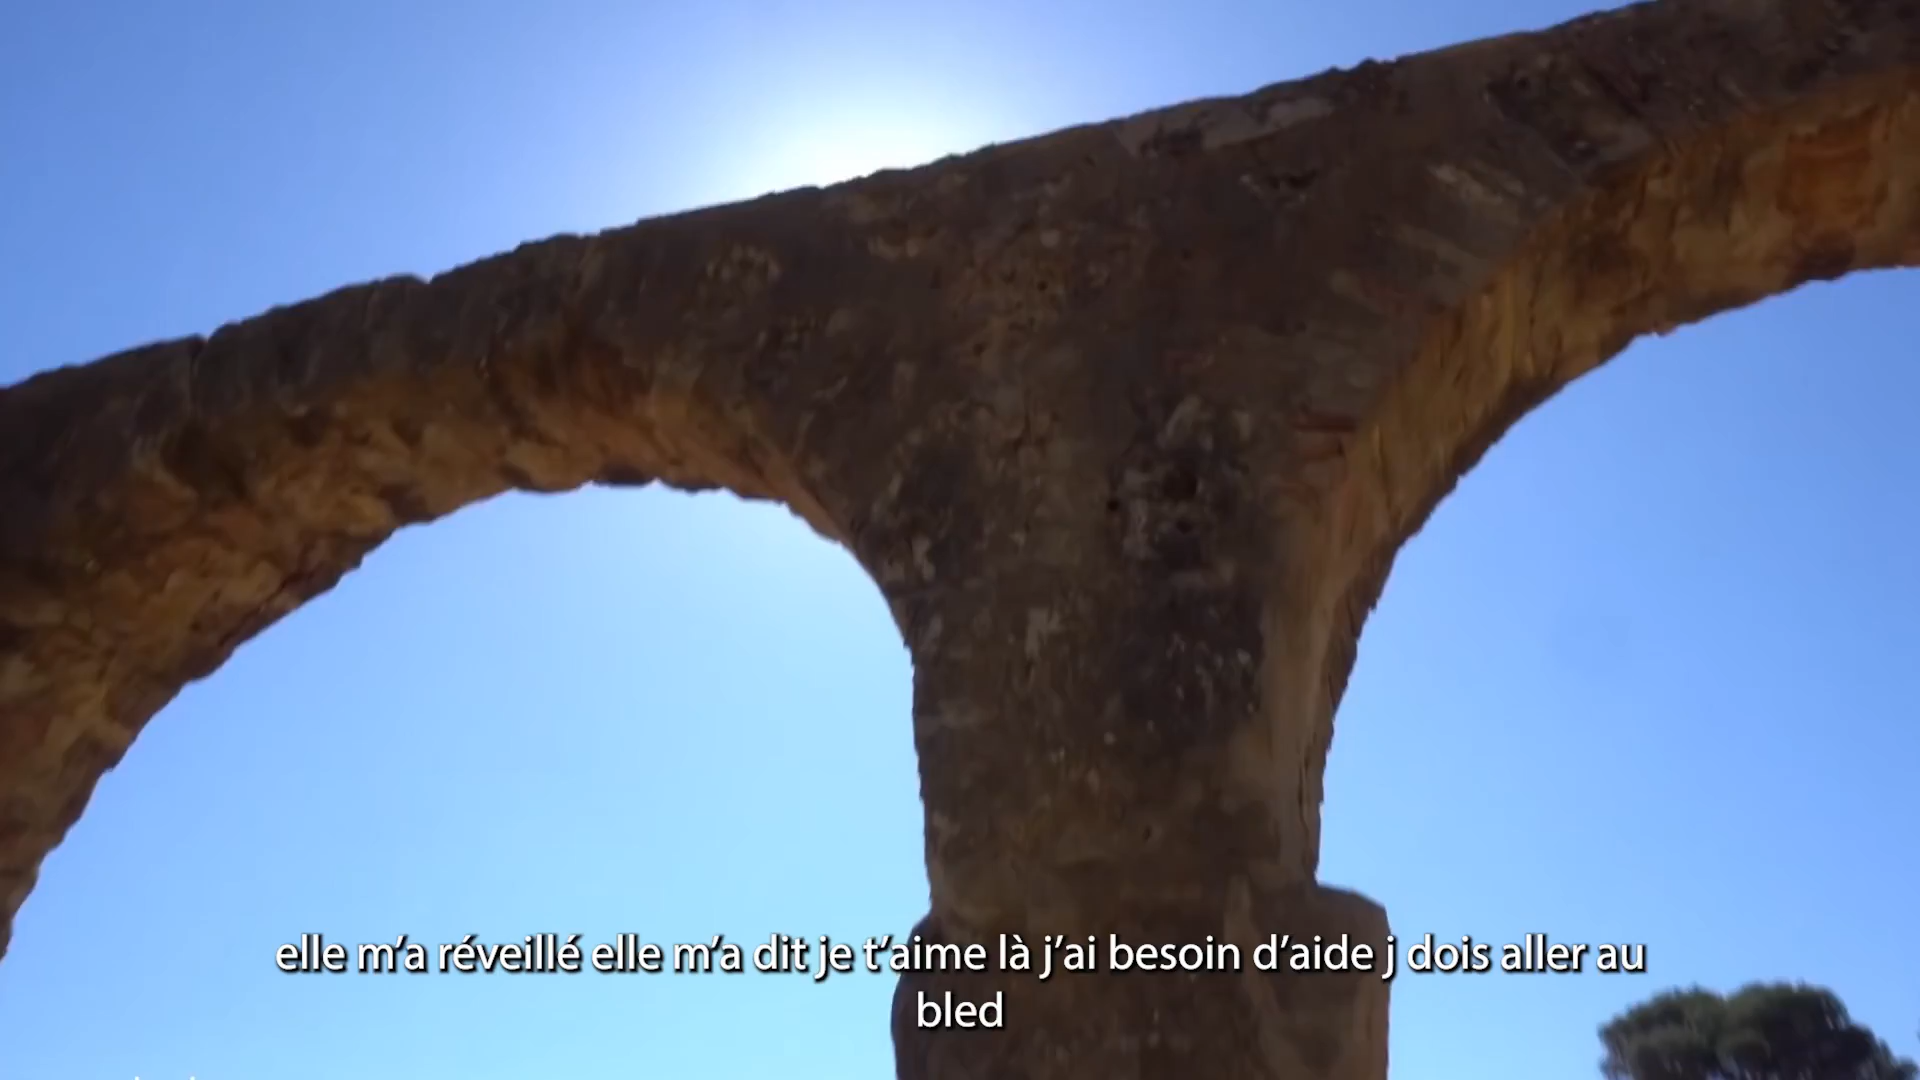 elle m’a réveillé elle m’a dit je t’aime là j’ai besoin d’aide j dois aller au
bled